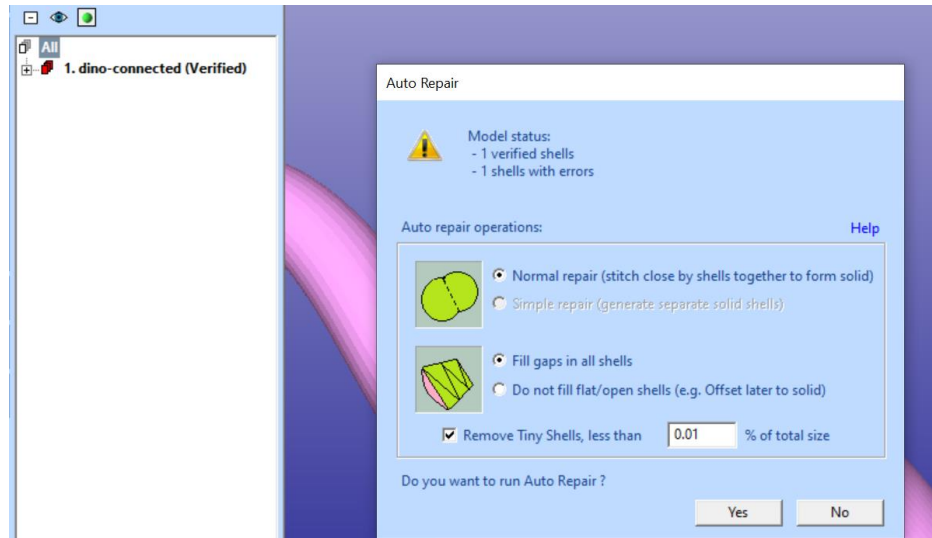 All
1. dino-connected (Verified)
Auto Repair
Model status:
- 1 verified shells
- 1 shells with errors
Auto repair operations:
Help
Normal repair (stitch close by shells together to form solid)
Simple repair (generate separate solid shells)
Fill gaps in all shells
Do not fill flat/open shells (e.g. Offset later to solid)
Remove Tiny Shells, less than 0.01 % of total size
Do you want to run Auto Repair ?
Yes No